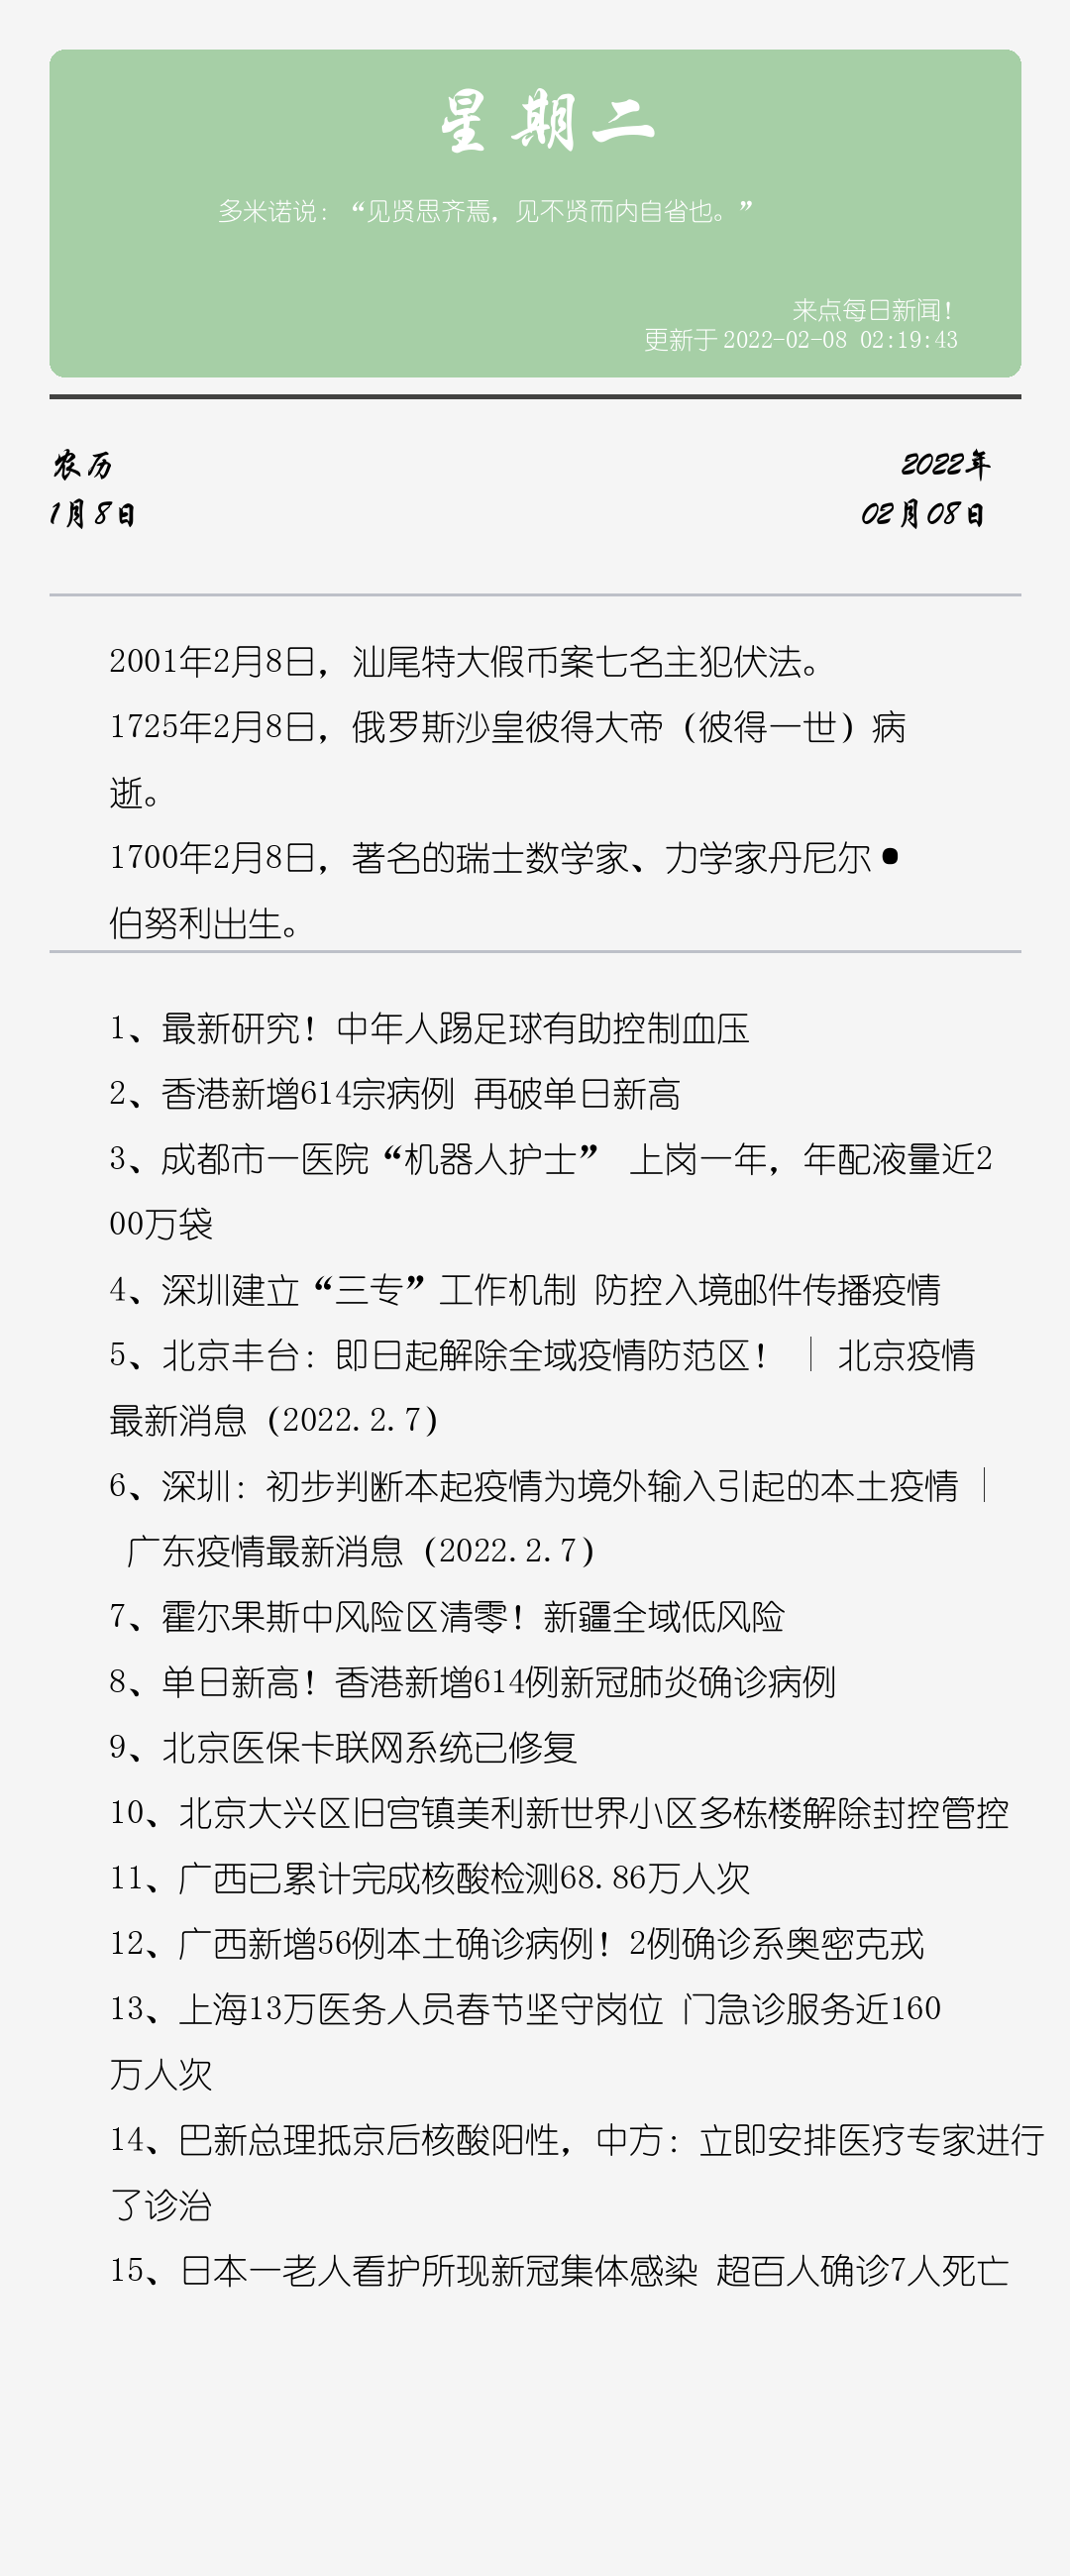 星期二
多米诺说：“见贤思齐焉，见不贤而内自省也。”
来点每日新闻！
更新于 2022-02-08 02:19:43
农历
2022年
1月8日
02月08日
2001年2月8日，汕尾特大假币案七名主犯伏法。
1725年2月8日，俄罗斯沙皇彼得大帝（彼得一世）病
逝。
1700年2月8日，著名的瑞士数学家、力学家丹尼尔•
伯努利出生。
1、最新研究！中年人踢足球有助控制血压
2、香港新增614宗病例 再破单日新高
3、成都市一医院“机器人护士” 上岗一年，年配液量近2
00万袋
4、深圳建立“三专”工作机制 防控入境邮件传播疫情
5、北京丰台：即日起解除全域疫情防范区！ ｜ 北京疫情
最新消息（2022.2.7）
6、深圳：初步判断本起疫情为境外输入引起的本土疫情｜
广东疫情最新消息（2022.2.7）
7、霍尔果斯中风险区清零！新疆全域低风险
8、单日新高！香港新增614例新冠肺炎确诊病例
9、北京医保卡联网系统已修复
10、北京大兴区旧宫镇美利新世界小区多栋楼解除封控管控
11、广西已累计完成核酸检测68.86万人次
12、广西新增56例本土确诊病例！2例确诊系奥密克戎
13、上海13万医务人员春节坚守岗位 门急诊服务近160
万人次
14、巴新总理抵京后核酸阳性，中方：立即安排医疗专家进行
了诊治
15、日本一老人看护所现新冠集体感染 超百人确诊7人死亡